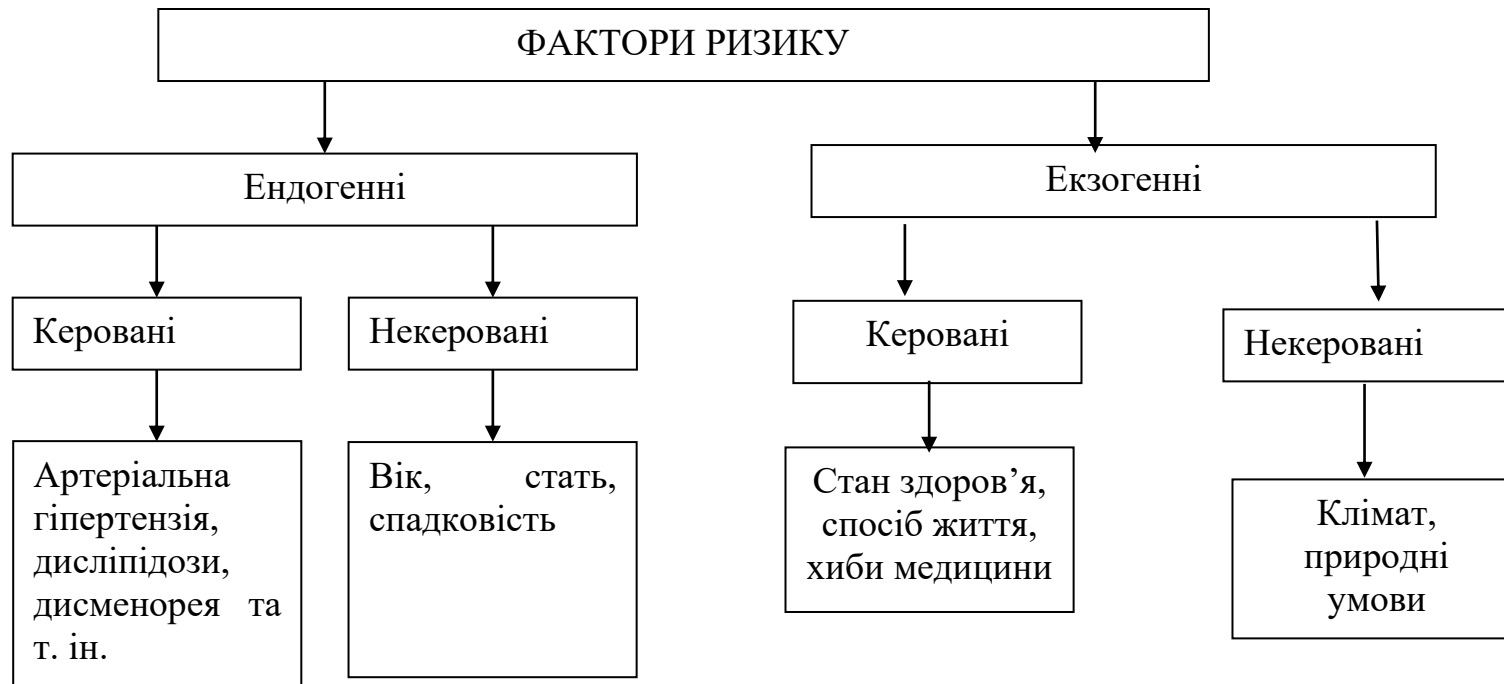 ФАКТОРИ РИЗИКУ
Ендогенні
Екзогенні
Керовані
Некеровані
Керовані
Некеровані
Артеріальна
гіпертензія,
дисліпідози,
дисменорея та
т. ін.
Вік, стать,
спадковість
Стан здоров’я,
спосіб життя,
хиби медицини
Клімат,
природні
умови